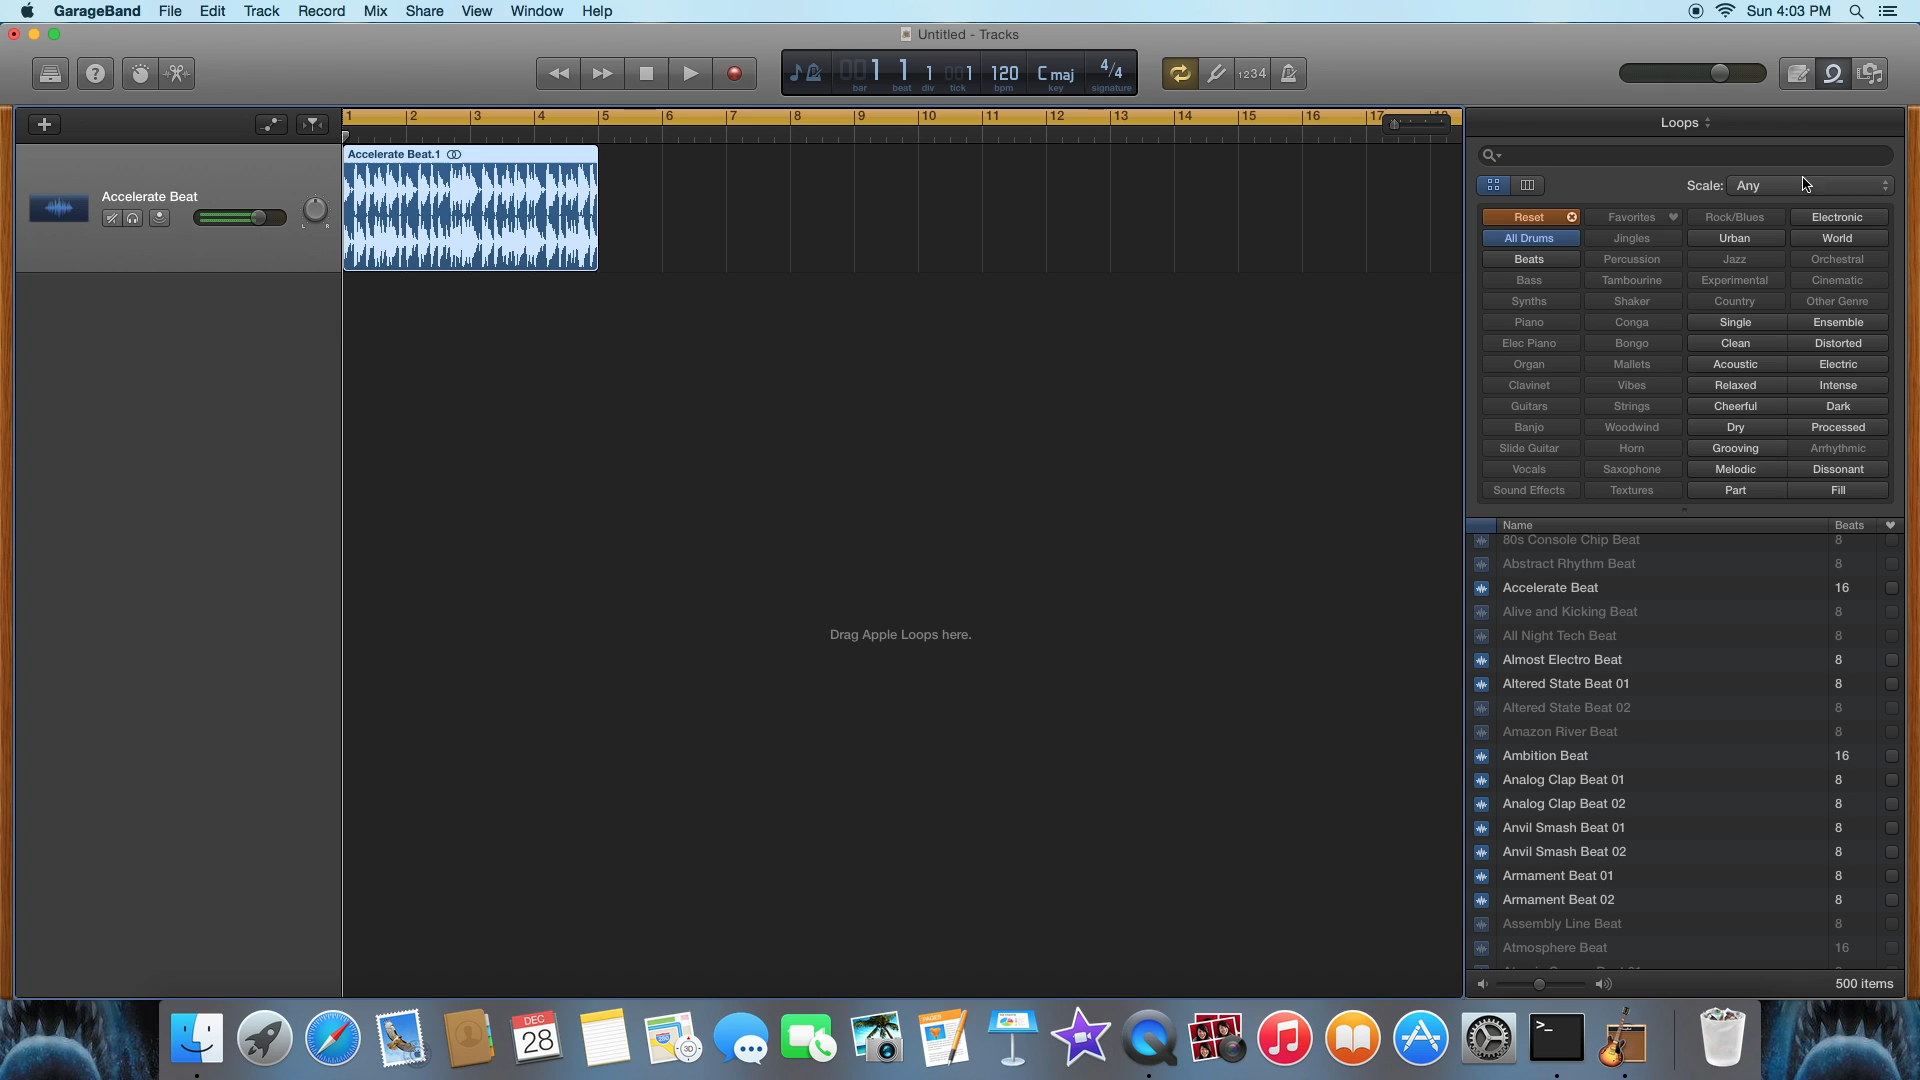 GarageBand File Edit Track Record Mix Share View Window Help Sun 4:03 PM
Untitled - Tracks
001 1 1 001 120 C maj 4/4
bar beat div tick bpm key signature
1234
1 2 3 4 5 6 7 8 9 10 11 12 13 14 15 16 17
Accelerate Beat.1
Accelerate Beat
L R
Drag Apple Loops here.
Loops
Scale: Any
Reset Favorites Rock/Blues Electronic
All Drums Jingles Urban World
Beats Percussion Jazz Orchestral
Bass Tambourine Experimental Cinematic
Synths Shaker Country Other Genre
Piano Conga Single Ensemble
Elec Piano Bongo Clean Distorted
Organ Mallets Acoustic Electric
Clavinet Vibes Relaxed Intense
Guitars Strings Cheerful Dark
Banjo Woodwind Dry Processed
Slide Guitar Horn Grooving Arrhythmic
Vocals Saxophone Melodic Dissonant
Sound Effects Textures Part Fill
Name Beats
80s Console Chip Beat 8
Abstract Rhythm Beat 8
Accelerate Beat 16
Alive and Kicking Beat 8
All Night Tech Beat 8
Almost Electro Beat 8
Altered State Beat 01 8
Altered State Beat 02 8
Amazon River Beat 8
Ambition Beat 16
Analog Clap Beat 01 8
Analog Clap Beat 02 8
Anvil Smash Beat 01 8
Anvil Smash Beat 02 8
Armament Beat 01 8
Armament Beat 02 8
Assembly Line Beat 8
Atmosphere Beat 16
500 items
DEC
28
PAGES